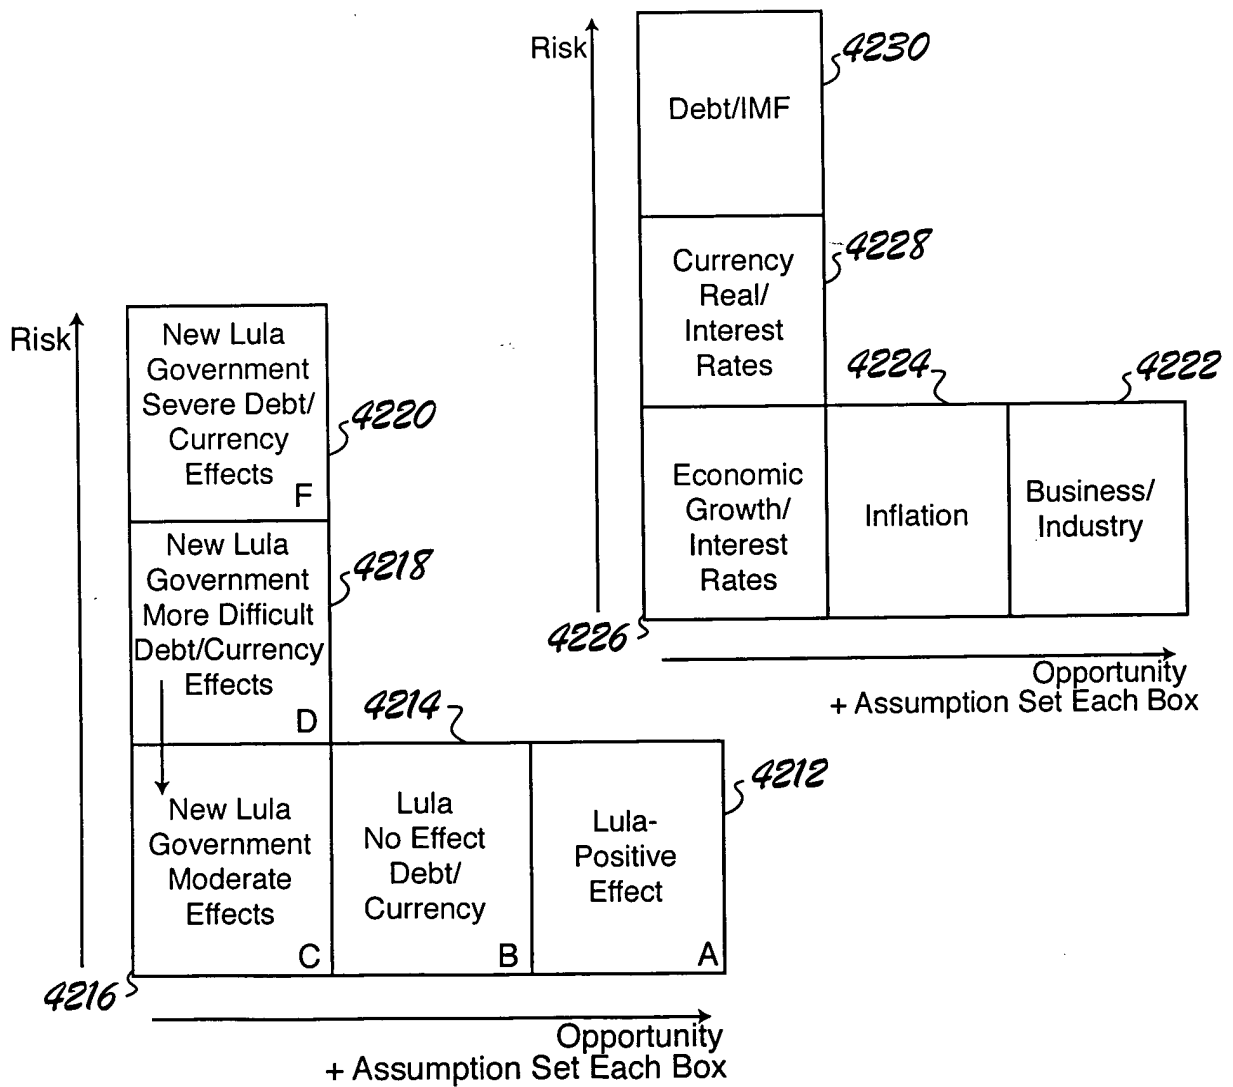 Risk
4230
Debt/IMF
4228
Currency
Real/
Interest
Rates
4224
4222
Economic
Growth/
Interest
Rates
Inflation
Business/
Industry
4226
Opportunity
+ Assumption Set Each Box
Risk
New Lula
Government
Severe Debt/
Currency
Effects
F
4220
New Lula
Government
More Difficult
Debt/Currency
Effects
D
4218
4214
4212
New Lula
Government
Moderate
Effects
C
Lula
No Effect
Debt/
Currency
B
Lula-
Positive
Effect
A
4216
Opportunity
+ Assumption Set Each Box